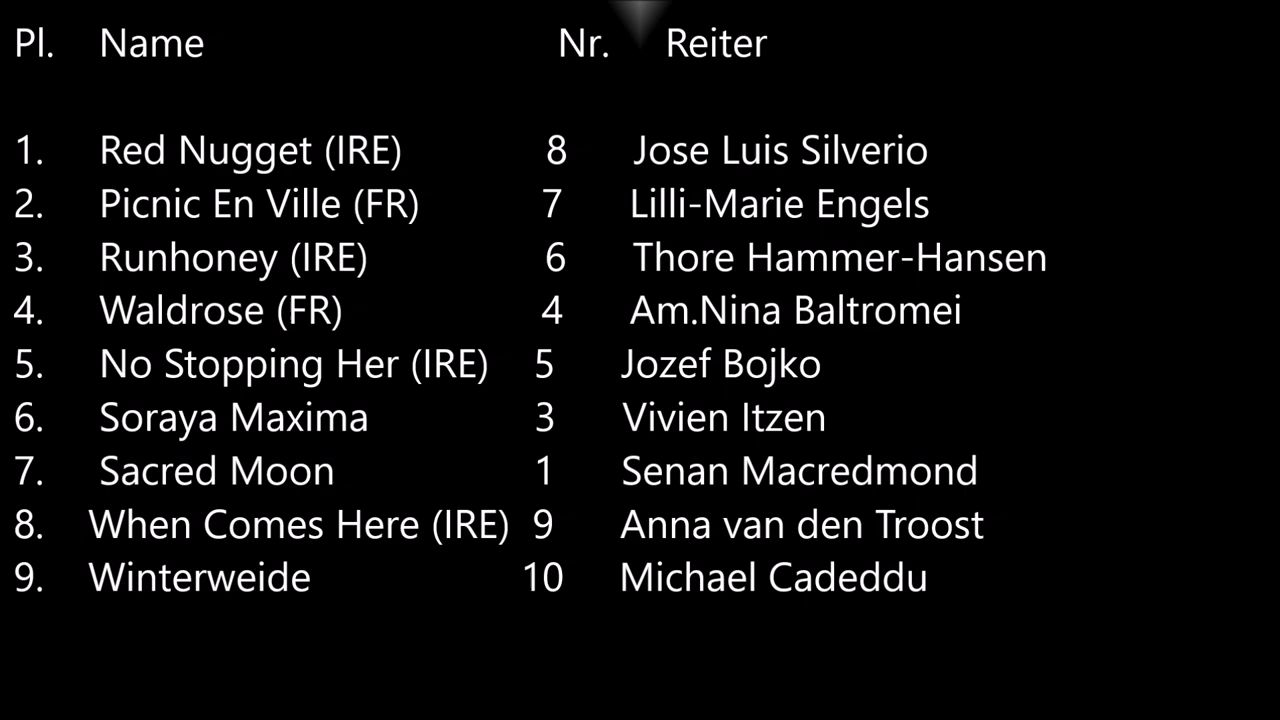 Pl. Name Nr. Reiter
1. Red Nugget (IRE) 8 Jose Luis Silverio
2. Picnic En Ville (FR) 7 Lilli-Marie Engels
3. Runhoney (IRE) 6 Thore Hammer-Hansen
4. Waldrose (FR) 4 Am.Nina Baltromei
5. No Stopping Her (IRE) 5 Jozef Bojko
6. Soraya Maxima 3 Vivien Itzen
7. Sacred Moon 1 Senan Macredmond
8. When Comes Here (IRE) 9 Anna van den Troost
9. Winterweide 10 Michael Cadeddu